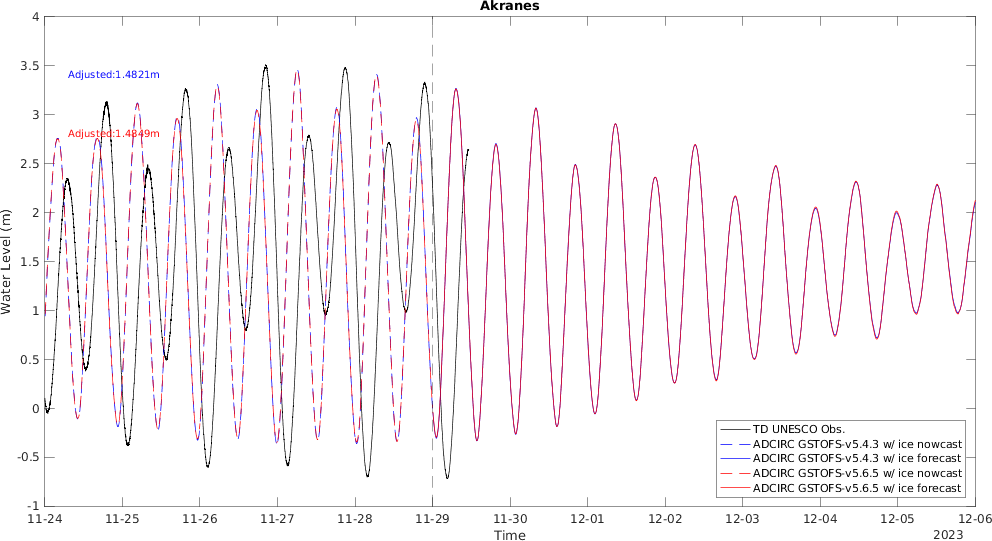 Akranes
4
3.5
3
2.5
2
1.5
1
0.5
0
-0.5
-1
Water Level (m)
Adjusted:1.4821m
Adjusted:1.4849m
TD UNESCO Obs.
ADCIRC GSTOFS-v5.4.3 w/ ice nowcast
ADCIRC GSTOFS-v5.4.3 w/ ice forecast
ADCIRC GSTOFS-v5.6.5 w/ ice nowcast
ADCIRC GSTOFS-v5.6.5 w/ ice forecast
11-24 11-25 11-26 11-27 11-28 11-29 11-30 12-01 12-02 12-03 12-04 12-05 12-06
Time
2023